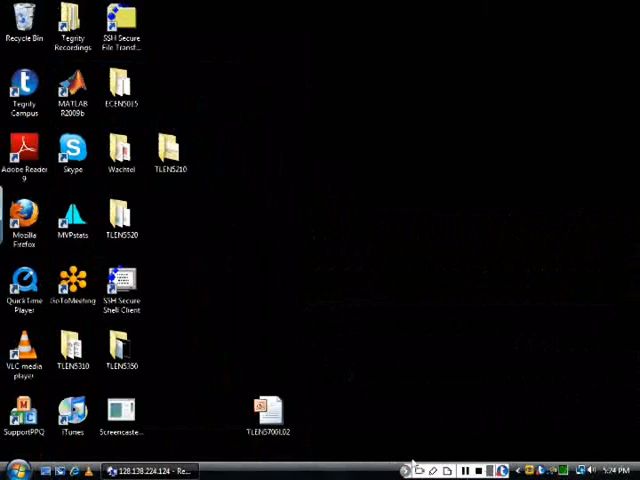 Recycle Bin
Tegrity
Recordings
SSH Secure
File Transf...
Tegrity
Campus
MATLAB
R2009b
ECEN5015
Adobe Reader
9
Skype
Wachtel
TLEN5210
Mozilla
Firefox
MVPstats
TLEN5520
QuickTime
Player
GoToMeeting
SSH Secure
Shell Client
VLC media
player
TLEN5310
TLEN5350
SupportPPQ
iTunes
Screencaste...
TLEN5700L02
128.138.224.124 - Re...
5:24 PM